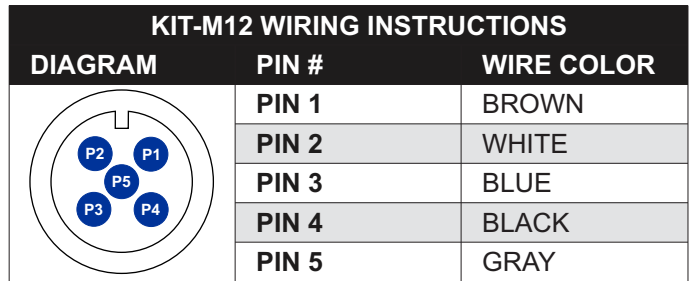 KIT-M12 WIRING INSTRUCTIONS
DIAGRAM PIN # WIRE COLOR
PIN 1 BROWN
PIN 2 WHITE
PIN 3 BLUE
PIN 4 BLACK
PIN 5 GRAY
P2 P1
P5
P3 P4